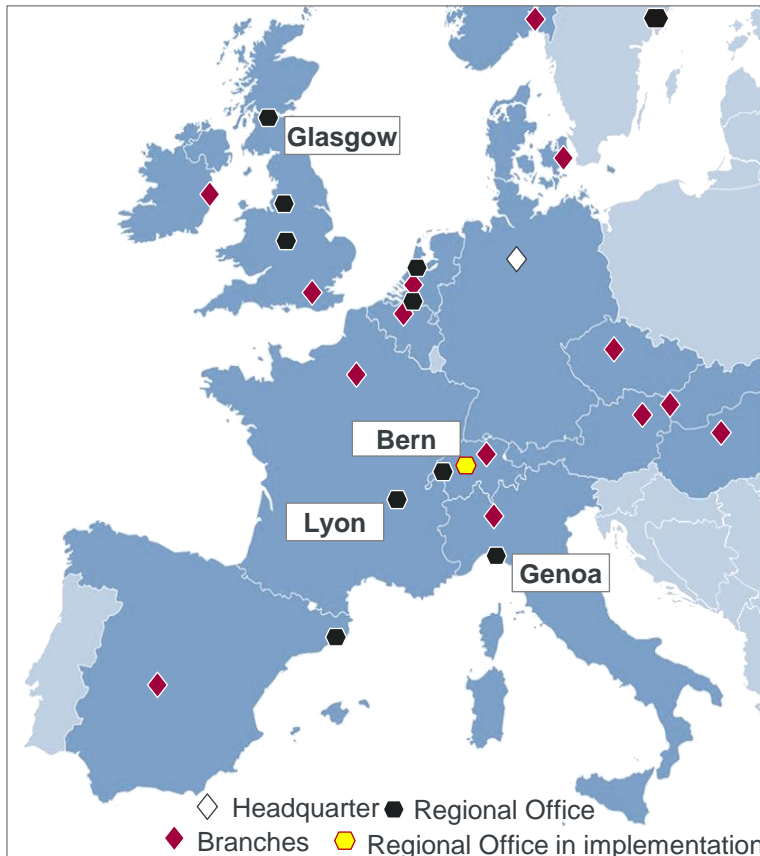 Glasgow
Bern
Lyon
Genoa
Headquarter Regional Office
Branches Regional Office in implementation